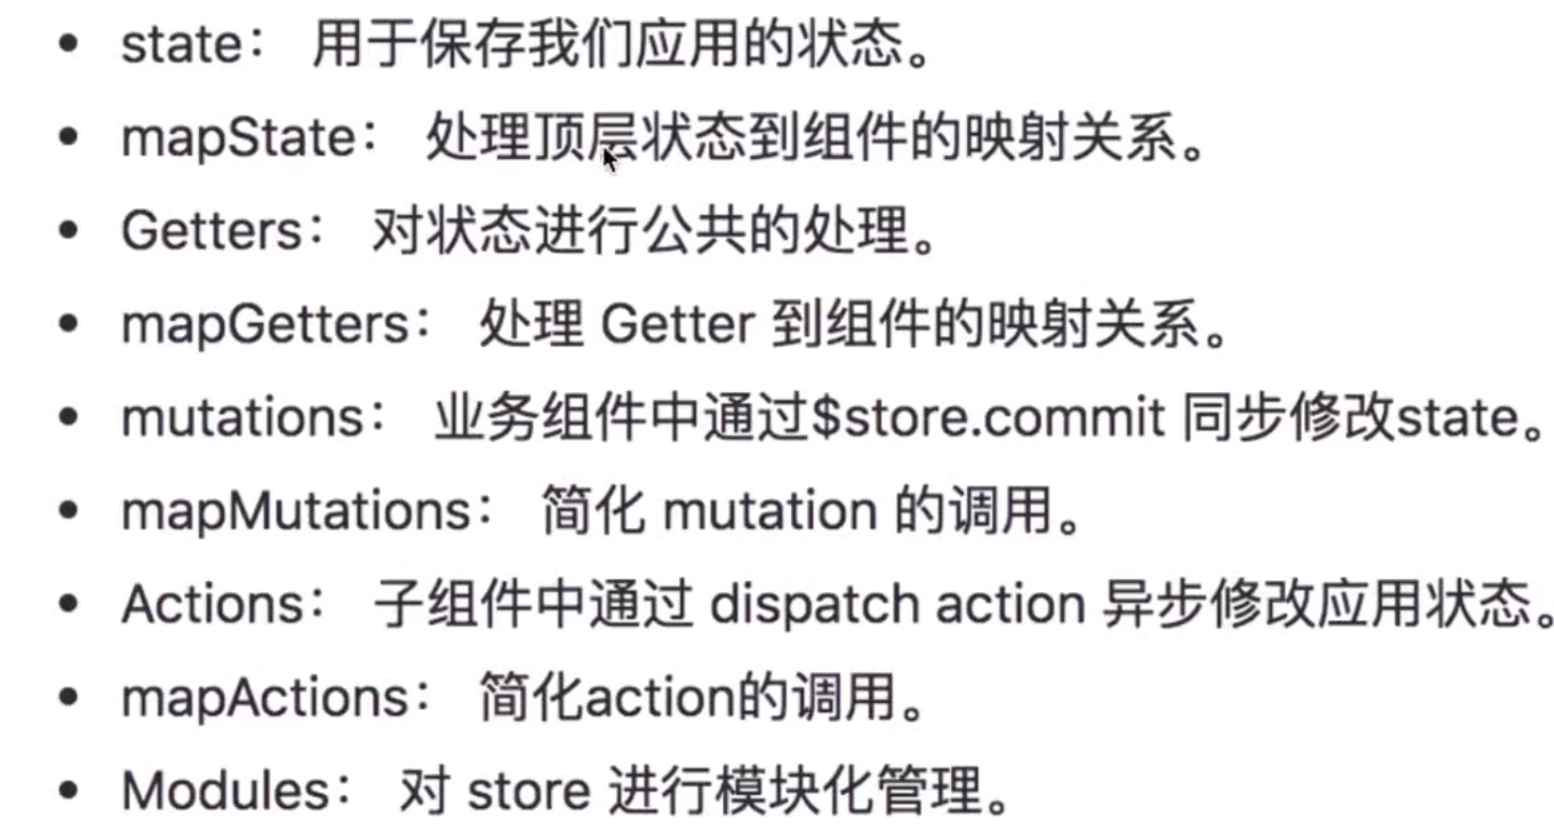 • state： 用于保存我们应用的状态。
• mapState： 处理顶层状态到组件的映射关系。
• Getters： 对状态进行公共的处理。
• mapGetters： 处理 Getter 到组件的映射关系。
• mutations： 业务组件中通过$store.commit 同步修改state。
• mapMutations： 简化 mutation 的调用。
• Actions： 子组件中通过 dispatch action 异步修改应用状态。
• mapActions： 简化action的调用。
• Modules： 对 store 进行模块化管理。